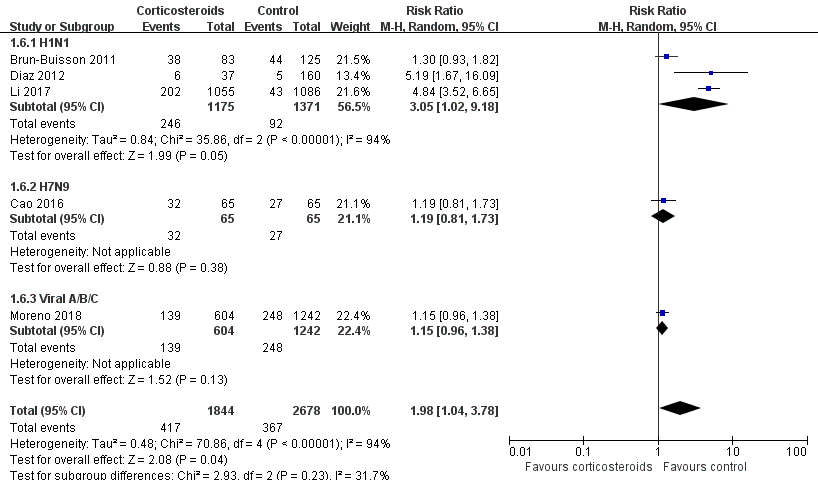 Corticosteroids Control Risk Ratio Risk Ratio
Study or Subgroup Events Total Events Total Weight M-H, Random, 95% CI M-H, Random, 95% CI
1.6.1 H1N1
Brun-Buisson 2011 38 83 44 125 21.5% 1.30 [0.93, 1.82]
Diaz 2012 6 37 5 160 13.4% 5.19 [1.67, 16.09]
Li 2017 202 1055 43 1086 21.6% 4.84 [3.52, 6.65]
Subtotal (95% CI) 1175 1371 56.5% 3.05 [1.02, 9.18]
Total events 246 92
Heterogeneity: Tau² = 0.84; Chi² = 35.86, df = 2 (P < 0.00001); I² = 94%
Test for overall effect: Z = 1.99 (P = 0.05)
1.6.2 H7N9
Cao 2016 32 65 27 65 21.1% 1.19 [0.81, 1.73]
Subtotal (95% CI) 65 65 21.1% 1.19 [0.81, 1.73]
Total events 32 27
Heterogeneity: Not applicable
Test for overall effect: Z = 0.88 (P = 0.38)
1.6.3 Viral A/B/C
Moreno 2018 139 604 248 1242 22.4% 1.15 [0.96, 1.38]
Subtotal (95% CI) 604 1242 22.4% 1.15 [0.96, 1.38]
Total events 139 248
Heterogeneity: Not applicable
Test for overall effect: Z = 1.52 (P = 0.13)
Total (95% CI) 1844 2678 100.0% 1.98 [1.04, 3.78]
Total events 417 367
Heterogeneity: Tau² = 0.48; Chi² = 70.86, df = 4 (P < 0.00001); I² = 94%
Test for overall effect: Z = 2.08 (P = 0.04)
Test for subgroup differences: Chi² = 2.93, df = 2 (P = 0.23), I² = 31.7%
0.01 0.1 1 10 100
Favours corticosteroids Favours control